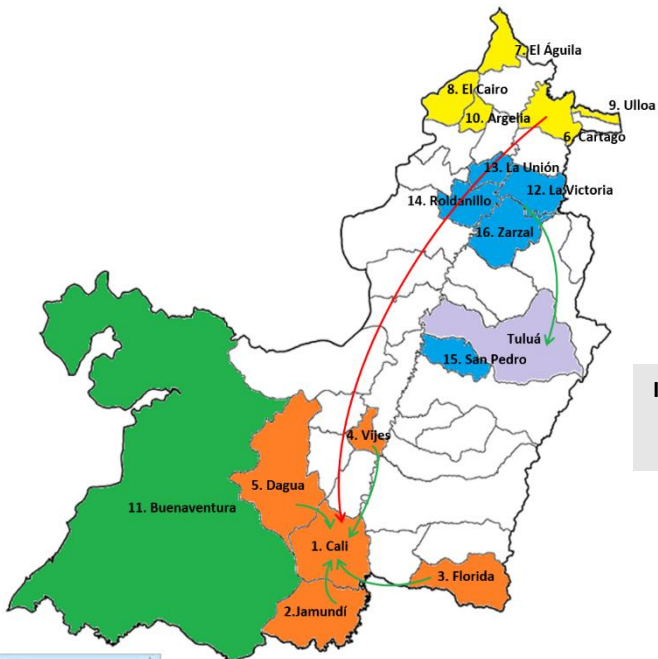 7. El Águila
8. El Cairo
9. Ulloa
10. Argelia
6. Cartago
13. La Unión
12. La Victoria
14. Roldanillo
16. Zarzal
Tuluá
15. San Pedro
4. Vijes
5. Dagua
11. Buenaventura
1. Cali
3. Florida
2.Jamundí